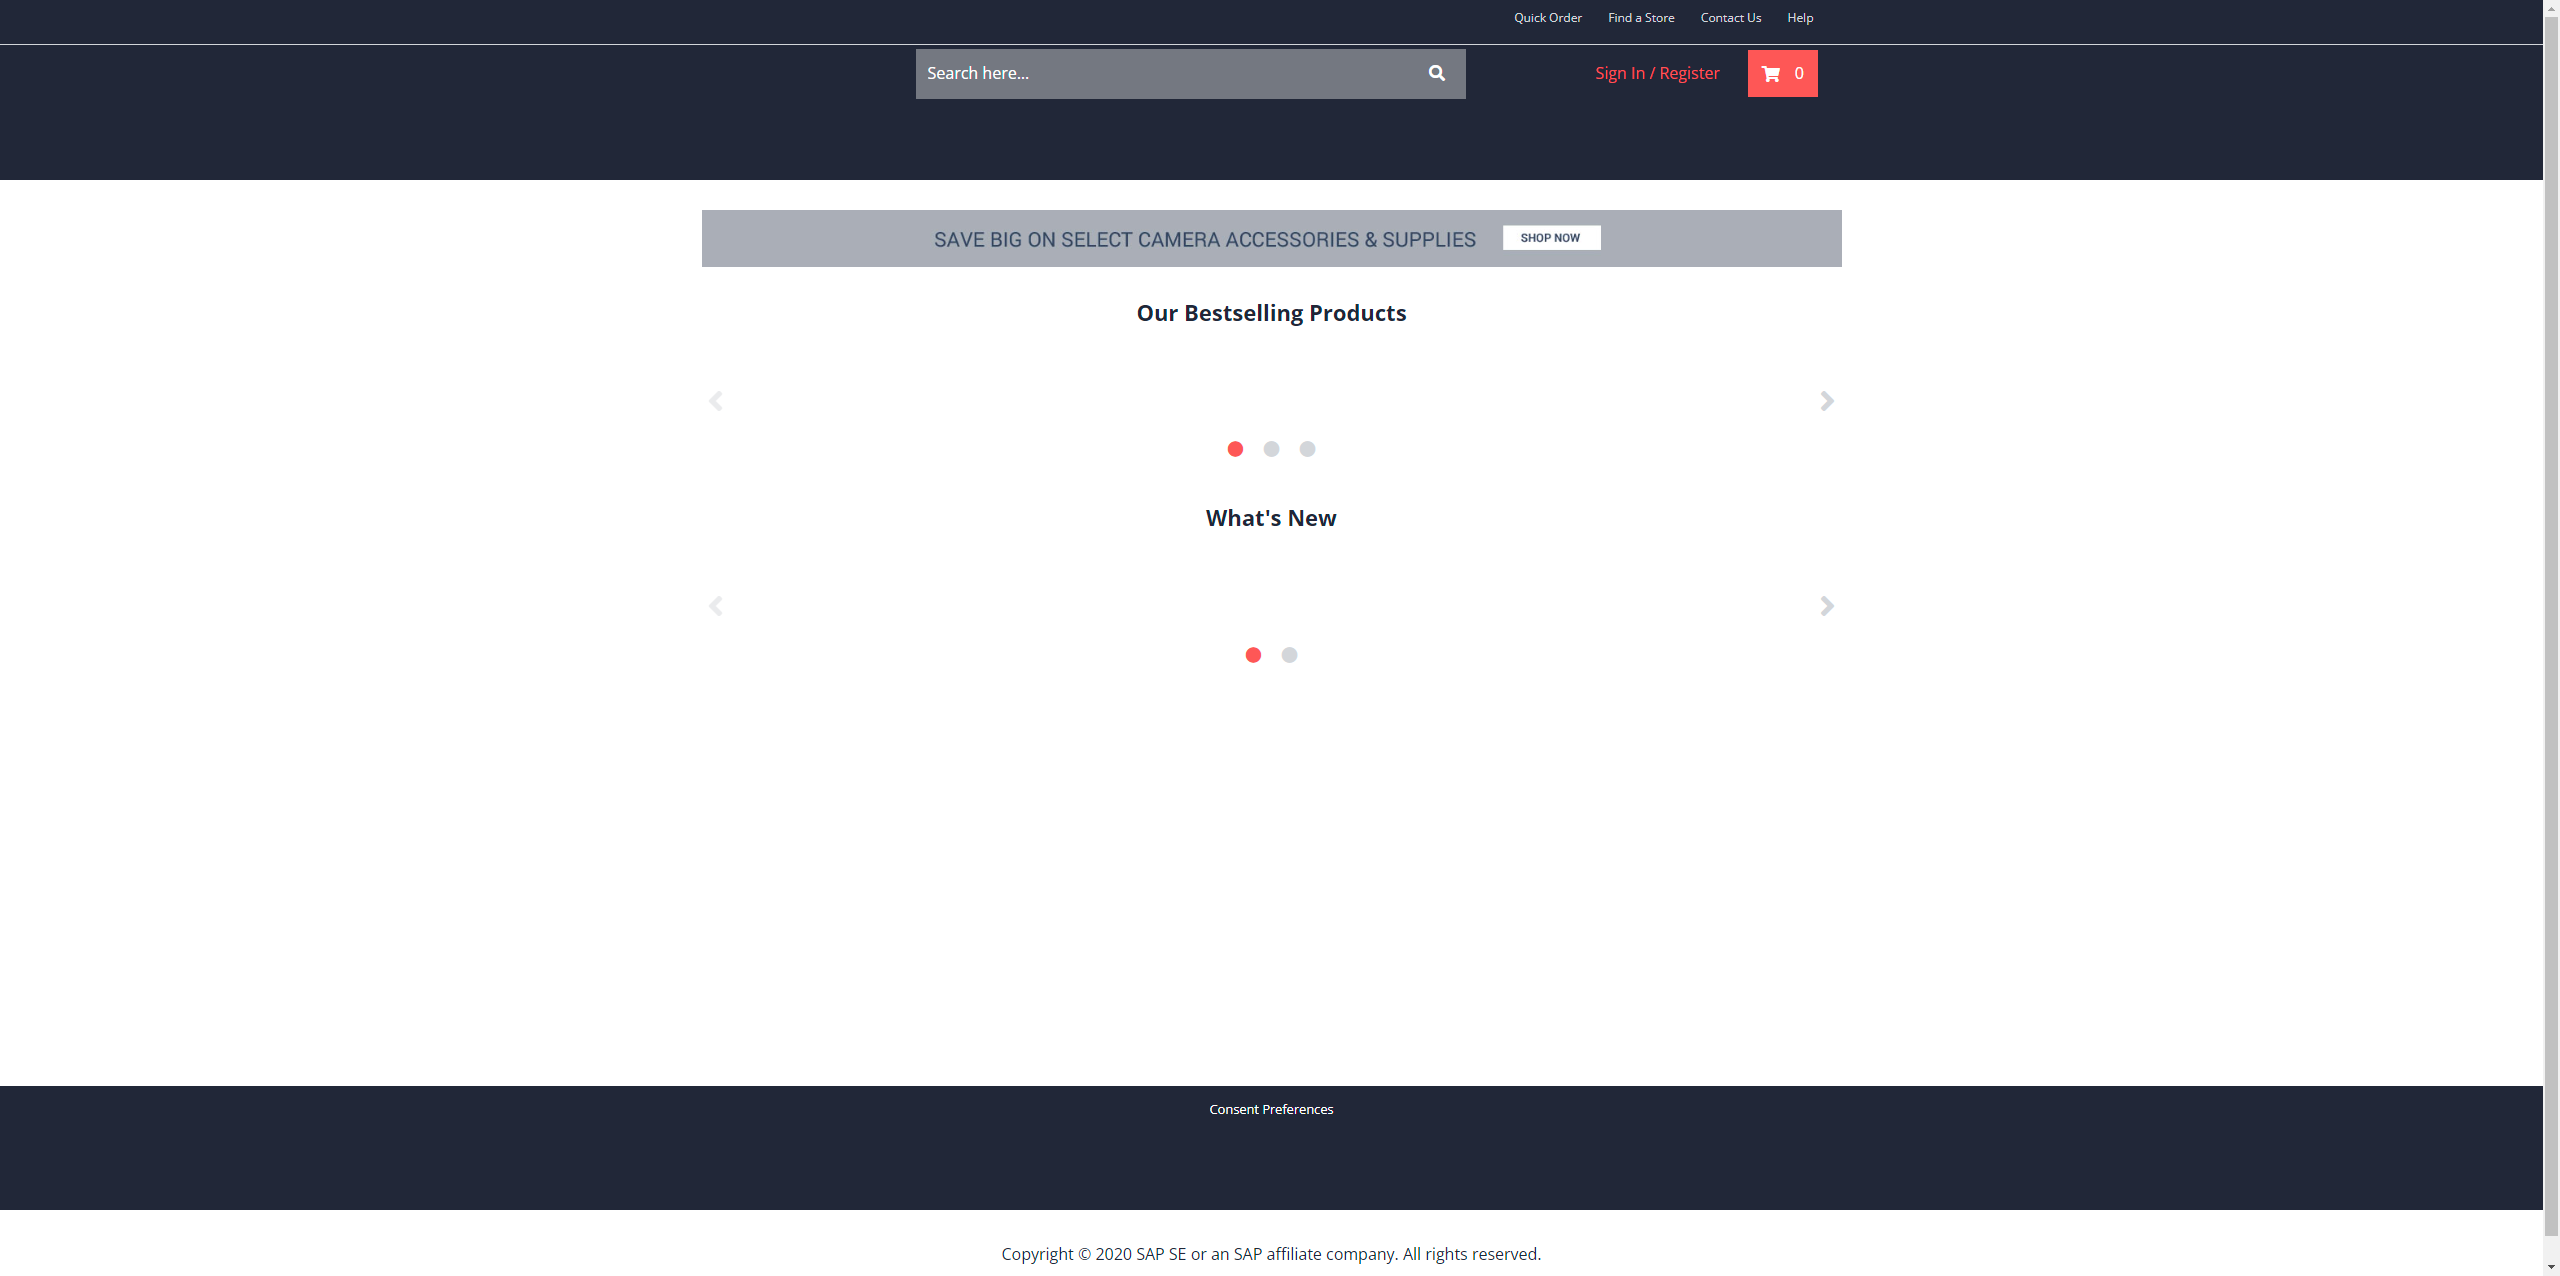 Quick Order Find a Store Contact Us Help
Search here...
Sign In / Register
0
SAVE BIG ON SELECT CAMERA ACCESSORIES & SUPPLIES
SHOP NOW
Our Bestselling Products
What's New
Consent Preferences
Copyright © 2020 SAP SE or an SAP affiliate company. All rights reserved.